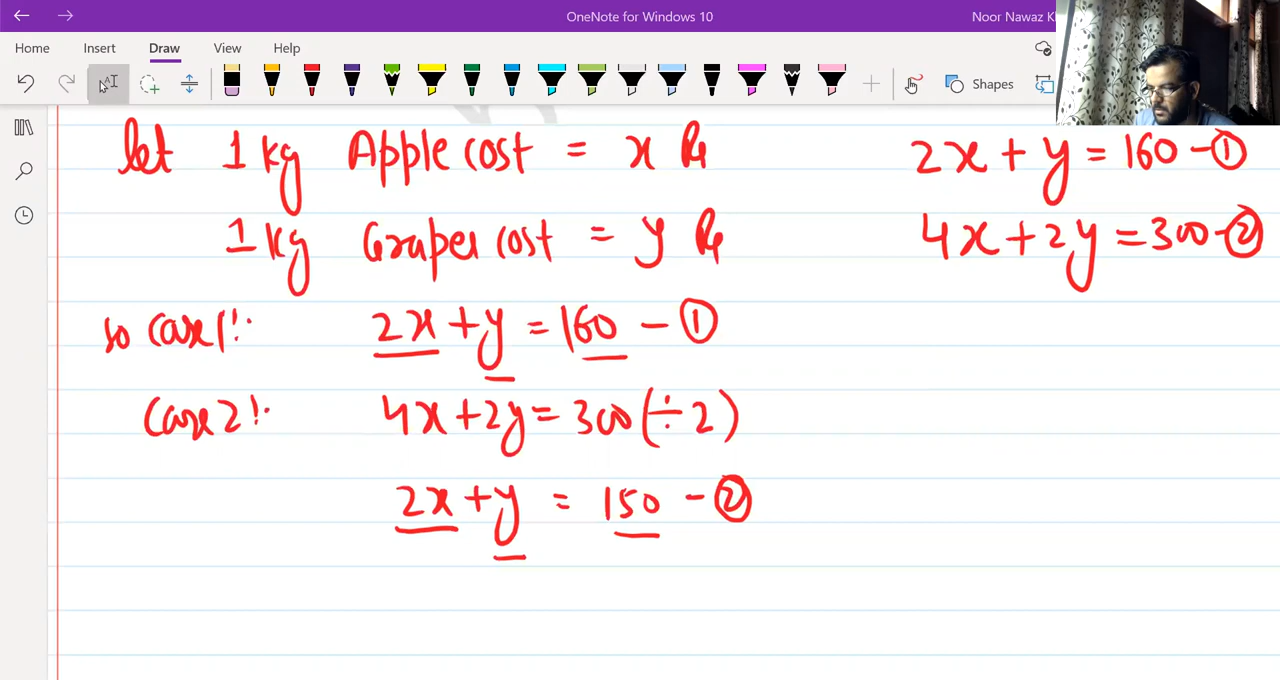 OneNote for Windows 10
Noor Nawaz Kh
Home Insert Draw View Help
Shapes
let 1 kg Apple cost = x Rs
1 kg Grapes cost = y Rs
so Case 1:
2x + y = 160 - ①
Case 2:
4x + 2y = 300 (÷ 2)
2x + y = 150 - ②
2x + y = 160 - ①
4x + 2y = 300 - ②